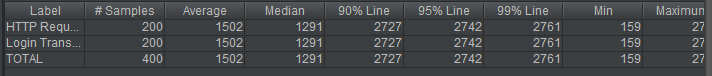 Label # Samples Average Median 90% Line 95% Line 99% Line Min Maximum
HTTP Requ... 200 1502 1291 2727 2742 2761 159 27
Login Trans... 200 1502 1291 2727 2742 2761 159 27
TOTAL 400 1502 1291 2727 2742 2761 159 27